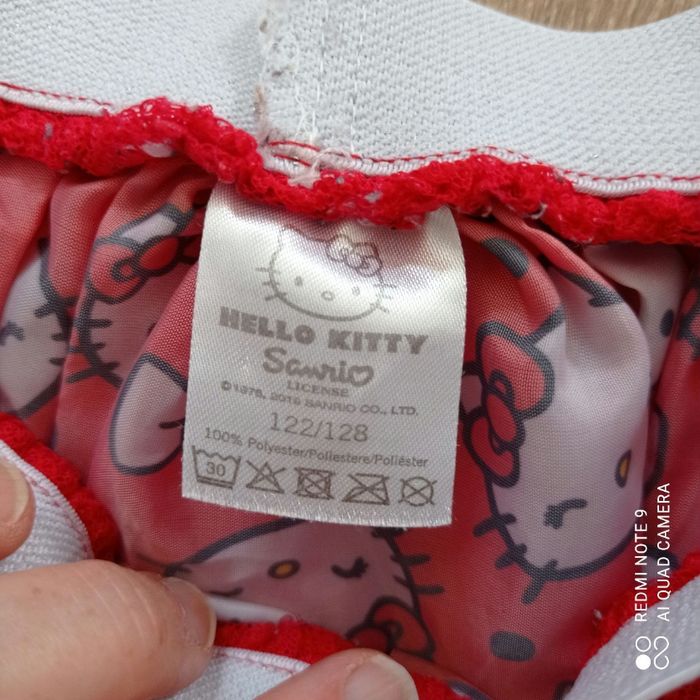 HELLO KITTY
Sanrio
LICENSE
©1976, 2016 SANRIO CO., LTD.
122/128
100% Polyester/Poliestere/Poliéster
30
REDMI NOTE 9
AI QUAD CAMERA